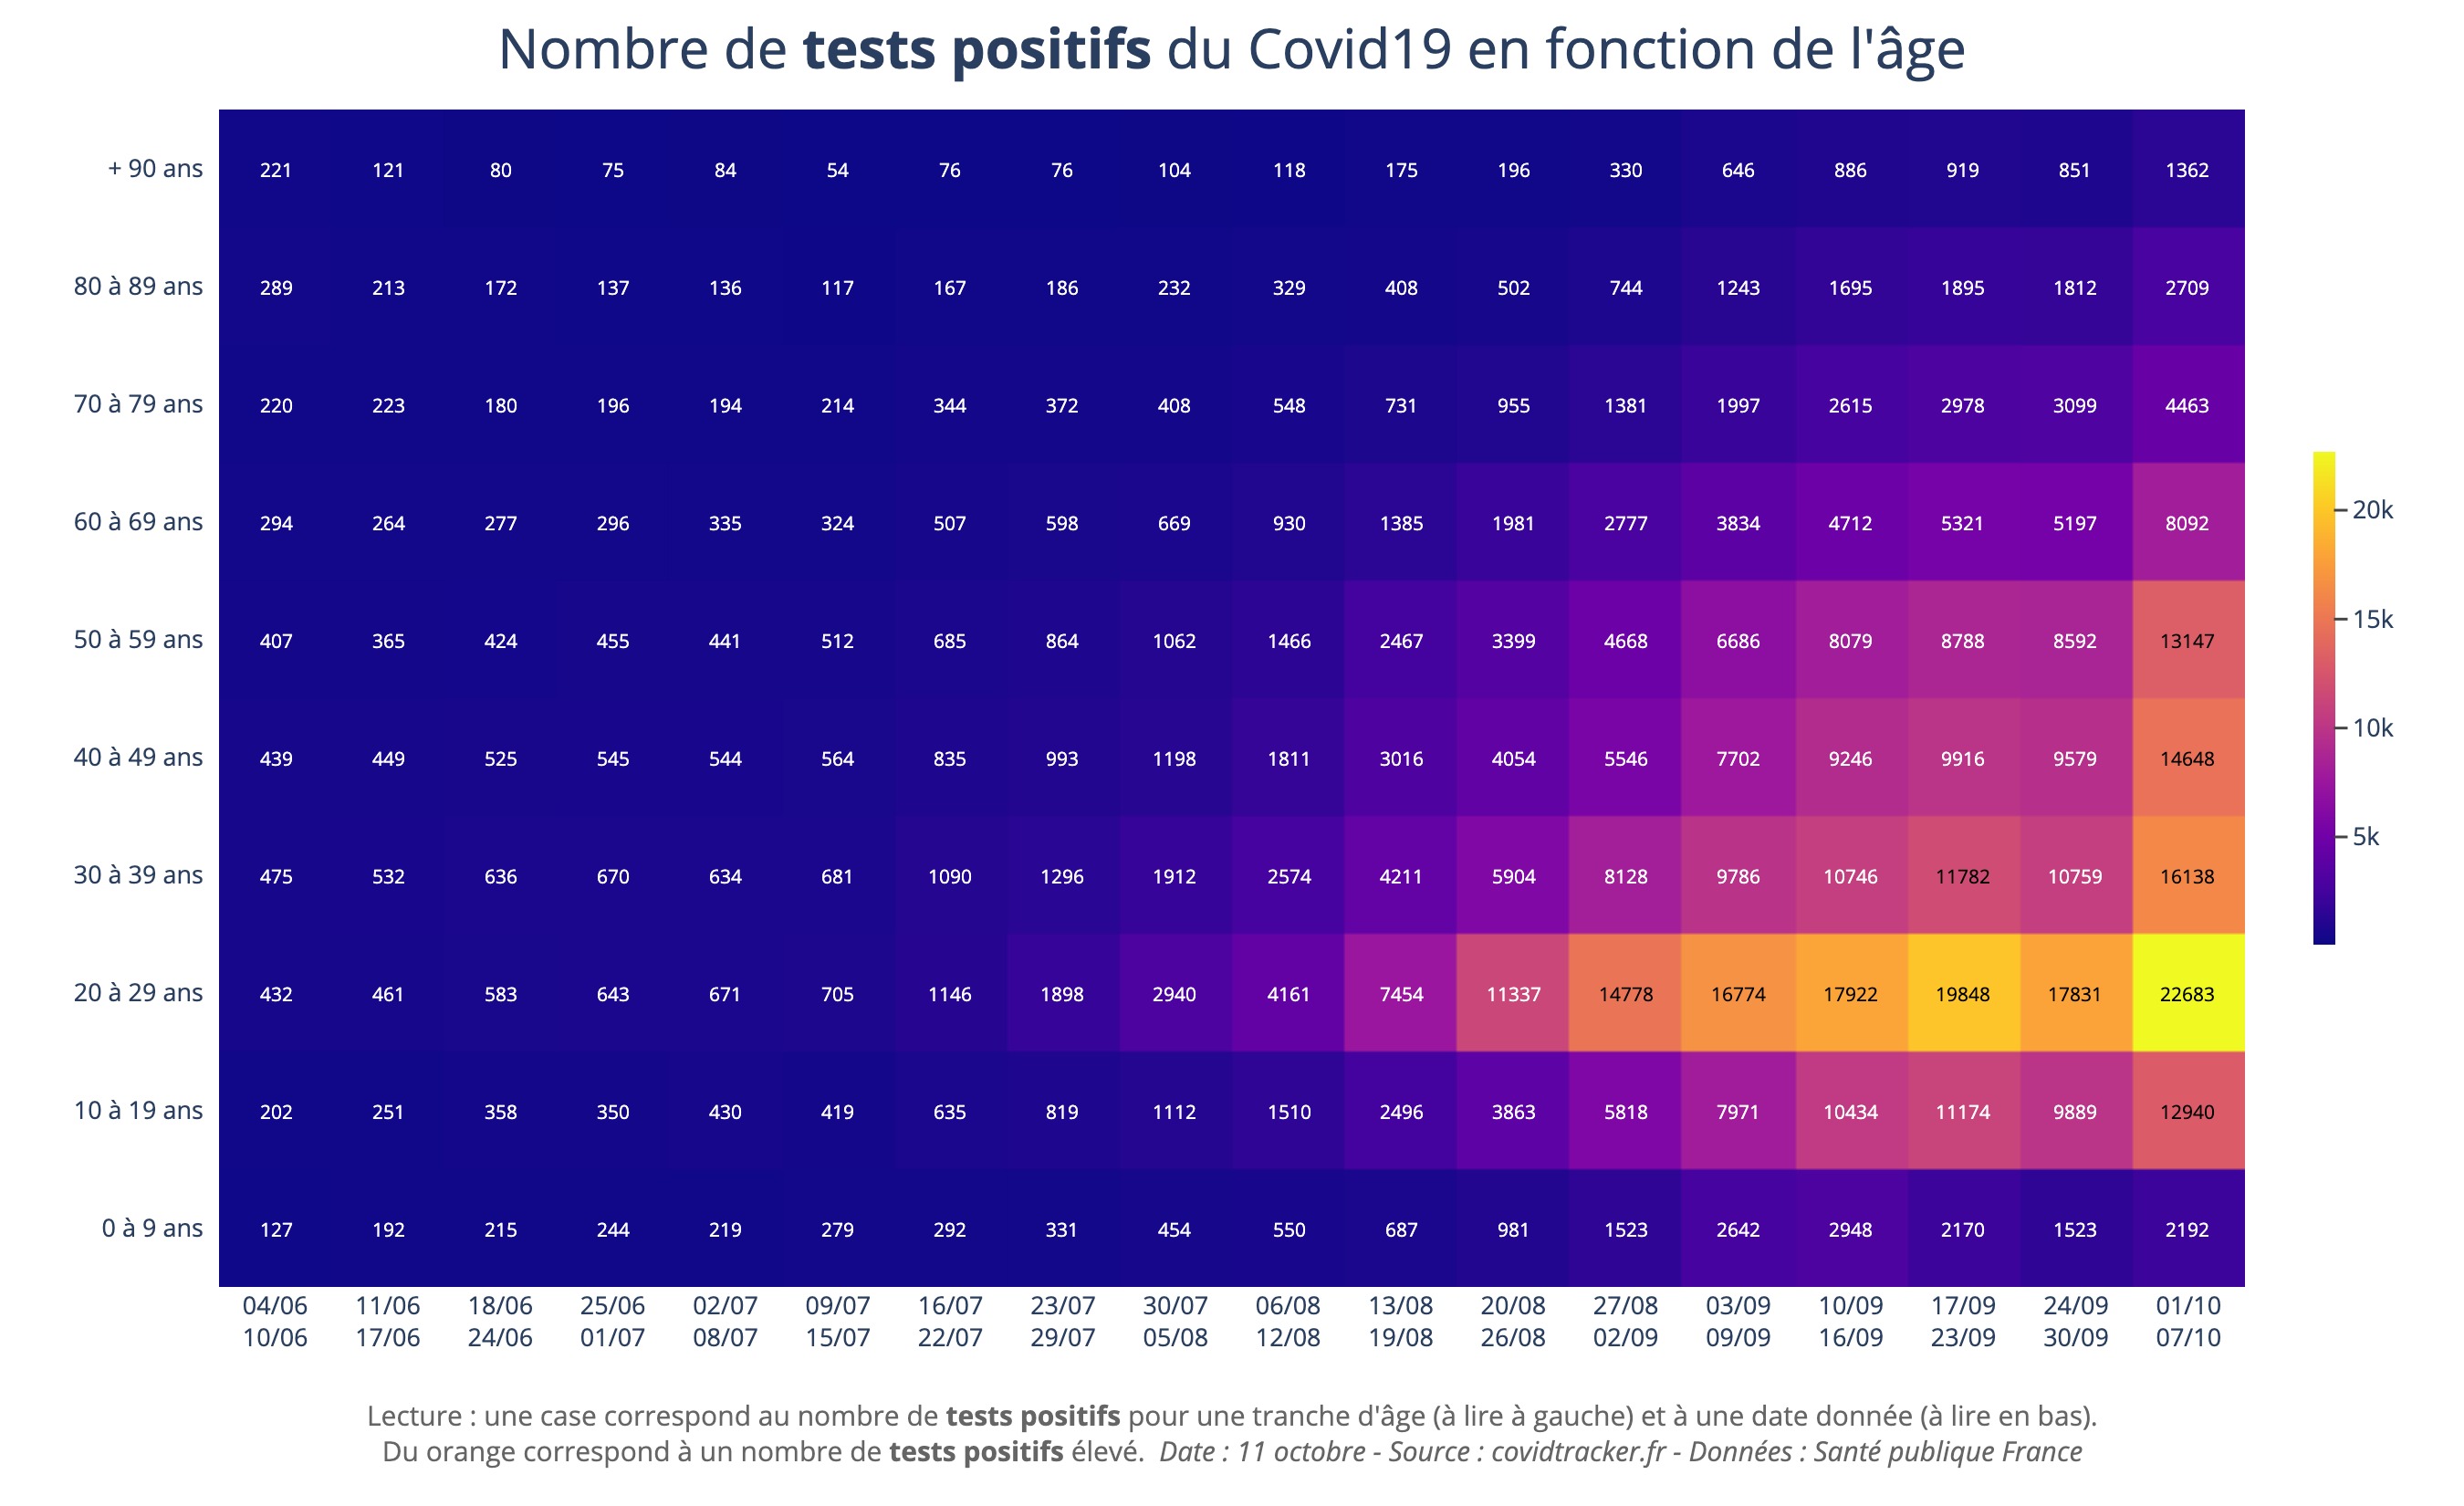 Nombre de tests positifs du Covid19 en fonction de l'âge
+ 90 ans 221 121 80 75 84 54 76 76 104 118 175 196 330 646 886 919 851 1362
80 à 89 ans 289 213 172 137 136 117 167 186 232 329 408 502 744 1243 1695 1895 1812 2709
70 à 79 ans 220 223 180 196 194 214 344 372 408 548 731 955 1381 1997 2615 2978 3099 4463
60 à 69 ans 294 264 277 296 335 324 507 598 669 930 1385 1981 2777 3834 4712 5321 5197 8092
50 à 59 ans 407 365 424 455 441 512 685 864 1062 1466 2467 3399 4668 6686 8079 8788 8592 13147
40 à 49 ans 439 449 525 545 544 564 835 993 1198 1811 3016 4054 5546 7702 9246 9916 9579 14648
30 à 39 ans 475 532 636 670 634 681 1090 1296 1912 2574 4211 5904 8128 9786 10746 11782 10759 16138
20 à 29 ans 432 461 583 643 671 705 1146 1898 2940 4161 7454 11337 14778 16774 17922 19848 17831 22683
10 à 19 ans 202 251 358 350 430 419 635 819 1112 1510 2496 3863 5818 7971 10434 11174 9889 12940
0 à 9 ans 127 192 215 244 219 279 292 331 454 550 687 981 1523 2642 2948 2170 1523 2192
04/06 11/06 18/06 25/06 02/07 09/07 16/07 23/07 30/07 06/08 13/08 20/08 27/08 03/09 10/09 17/09 24/09 01/10
10/06 17/06 24/06 01/07 08/07 15/07 22/07 29/07 05/08 12/08 19/08 26/08 02/09 09/09 16/09 23/09 30/09 07/10
20k
15k
10k
5k
Lecture : une case correspond au nombre de tests positifs pour une tranche d'âge (à lire à gauche) et à une date donnée (à lire en bas).
Du orange correspond à un nombre de tests positifs élevé. Date : 11 octobre - Source : covidtracker.fr - Données : Santé publique France